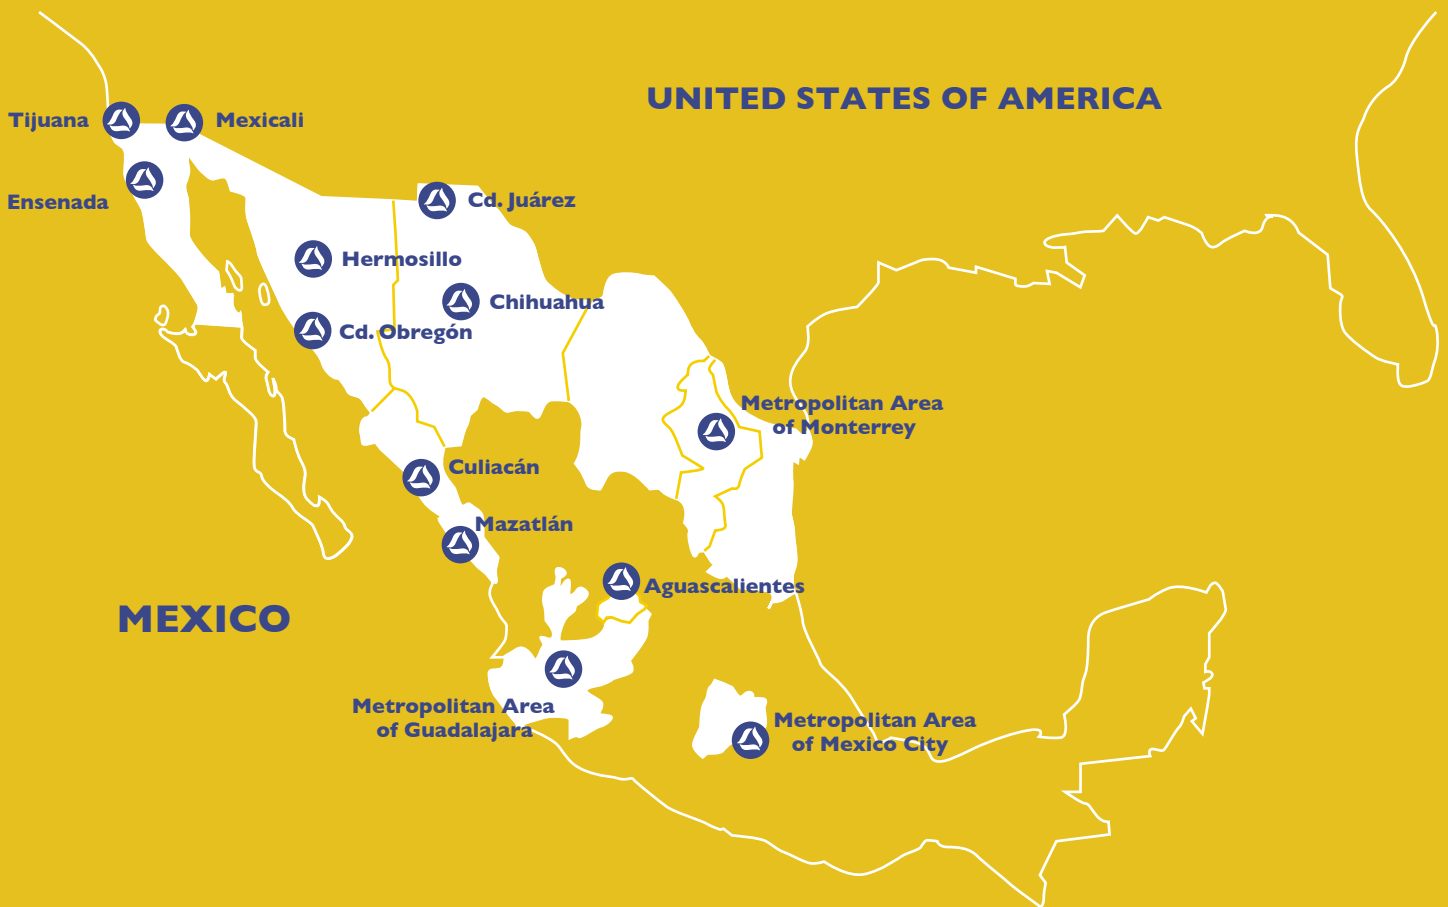 UNITED STATES OF AMERICA
Tijuana
Mexicali
Ensenada
Cd. Juárez
Hermosillo
Chihuahua
Cd. Obregón
Metropolitan Area
of Monterrey
Culiacán
Mazatlán
Aguascalientes
MEXICO
Metropolitan Area
of Guadalajara
Metropolitan Area
of Mexico City